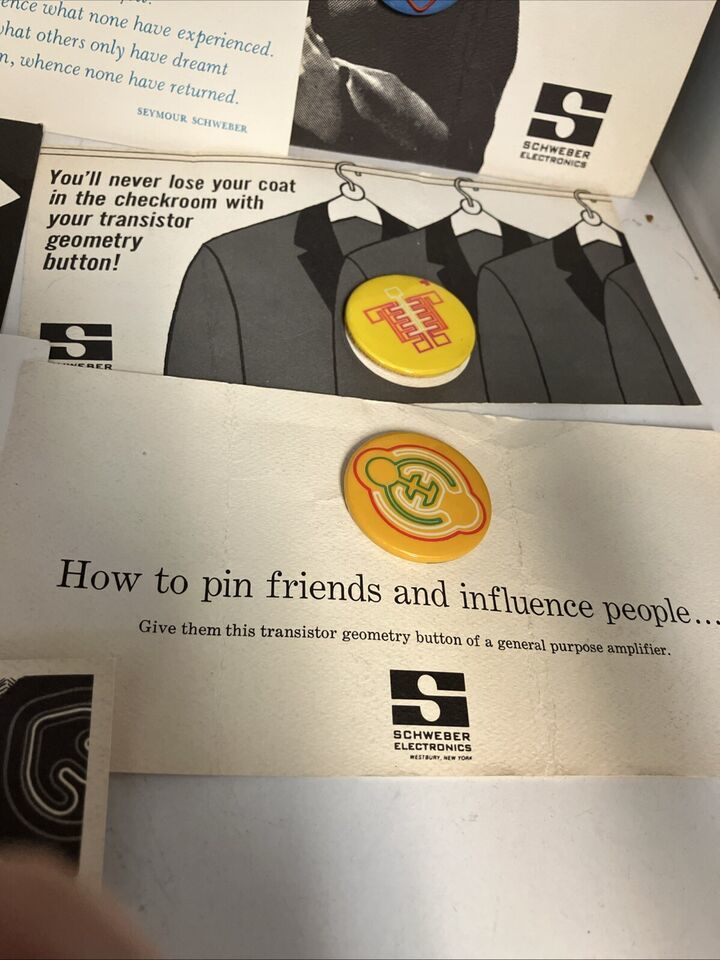 what none have experienced.
what others only have dreamt
whence none have returned.
SEYMOUR SCHWEBER
SCHWEBER
ELECTRONICS
You'll never lose your coat
in the checkroom with
your transistor
geometry
button!
How to pin friends and influence people...
Give them this transistor geometry button of a general purpose amplifier.
SCHWEBER
ELECTRONICS
WESTBURY, NEW YORK